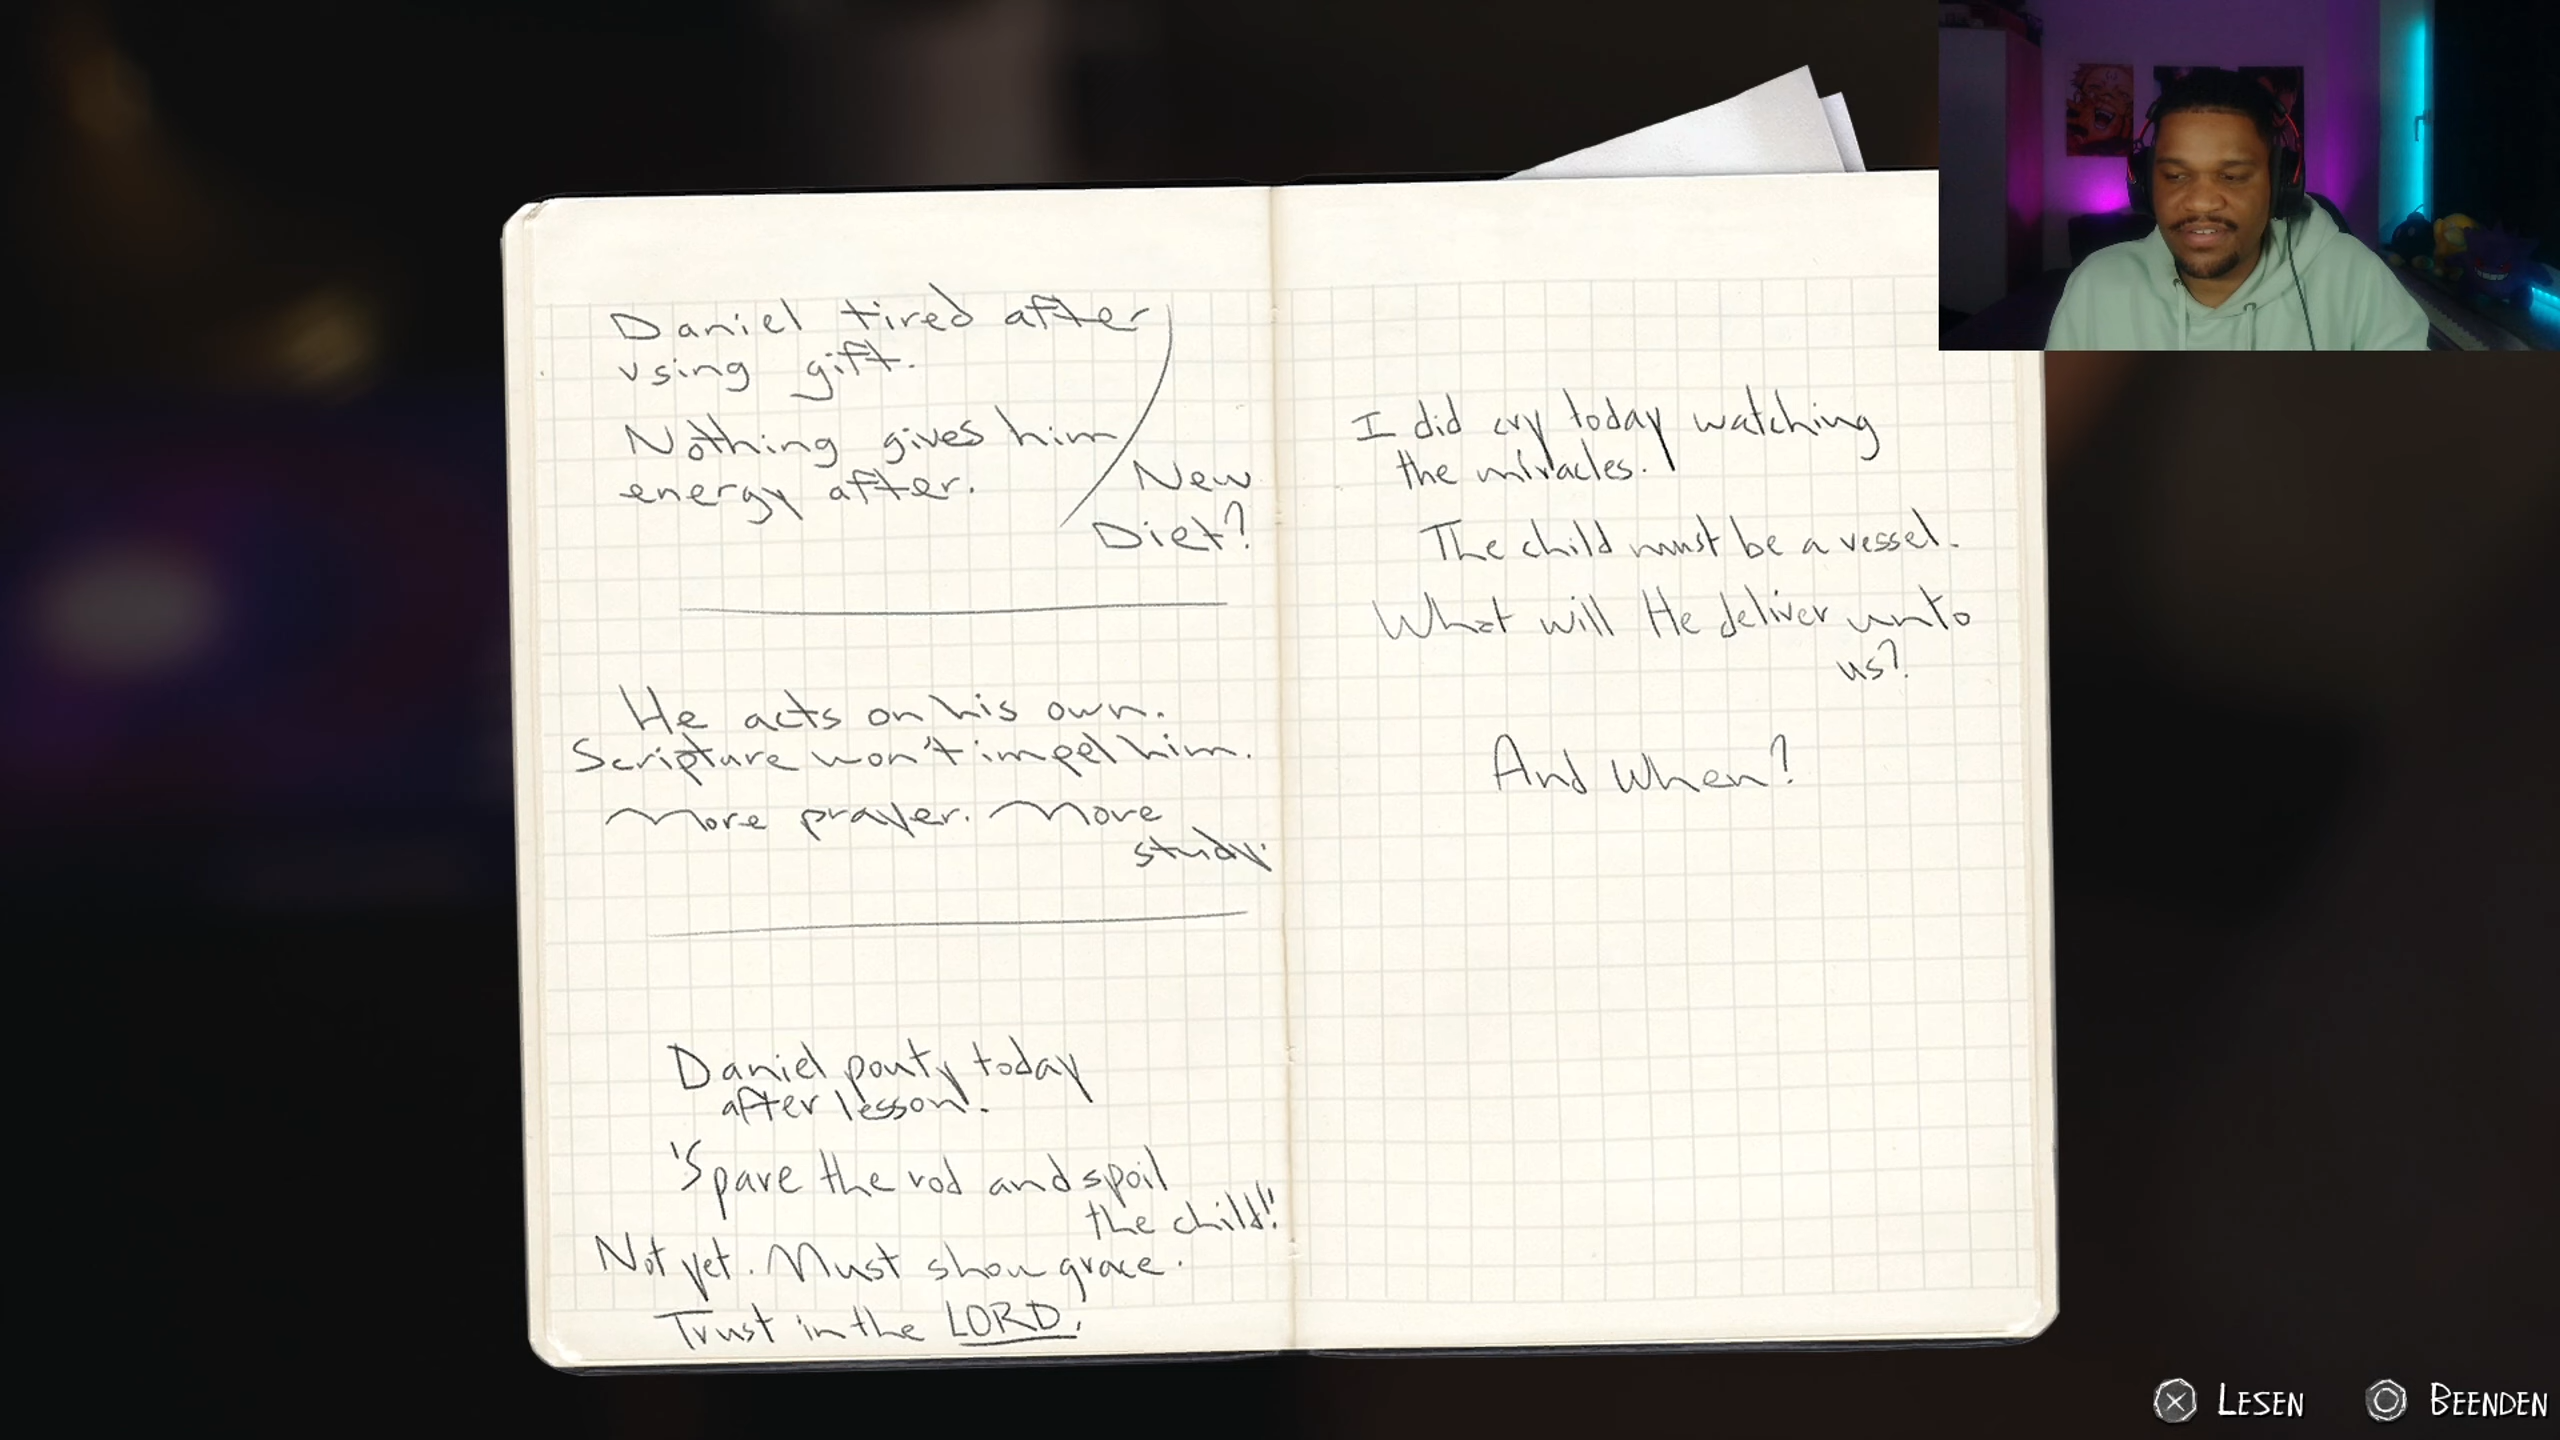 Daniel tired after
using gift.
Nothing gives him
energy after.
New
Diet?
He acts on his own.
Scripture won't impel him.
More prayer. More
study.
Daniel pouty today
after lesson.
'Spare the rod and spoil
the child!'
Not yet. Must show grace.
Trust in the LORD!
I did cry today watching
the miracles.
The child must be a vessel.
What will He deliver unto
us?
And When?
LESEN
BEENDEN